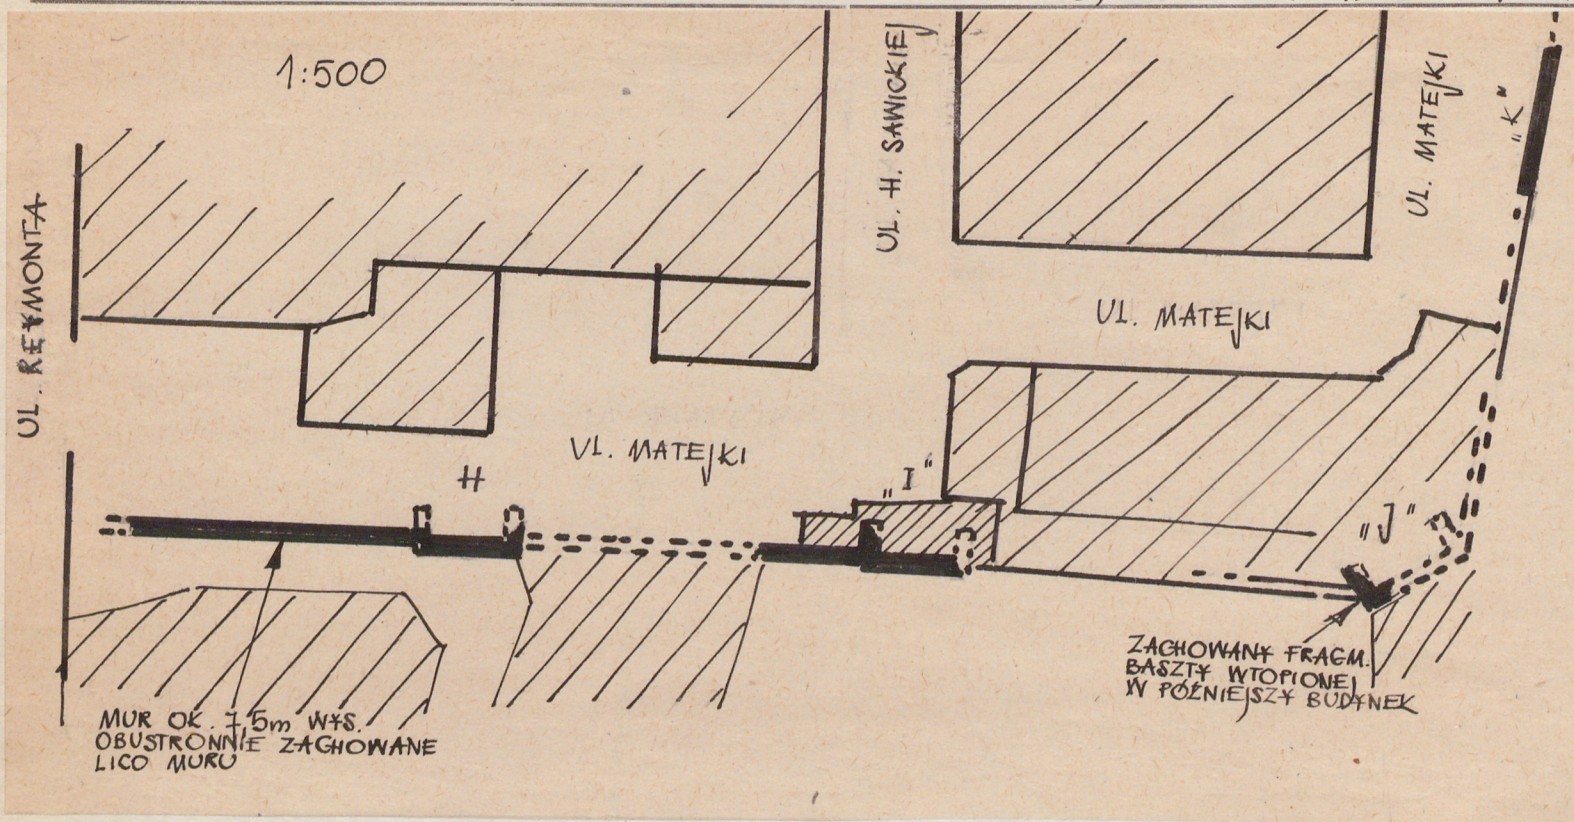 1:500
UL. REYMONTA
UL. H. SAWICKIEJ
UL. MATEJKI
„K"
UL. MATEJKI
UL. MATEJKI
H
„I"
„J"
ZACHOWANY FRAGM.
BASZTY WTOPIONEJ
W PÓŹNIEJSZY BUDYNEK
MUR OK. 7,5m WYS.
OBUSTRONNIE ZACHOWANE
LICO MURU